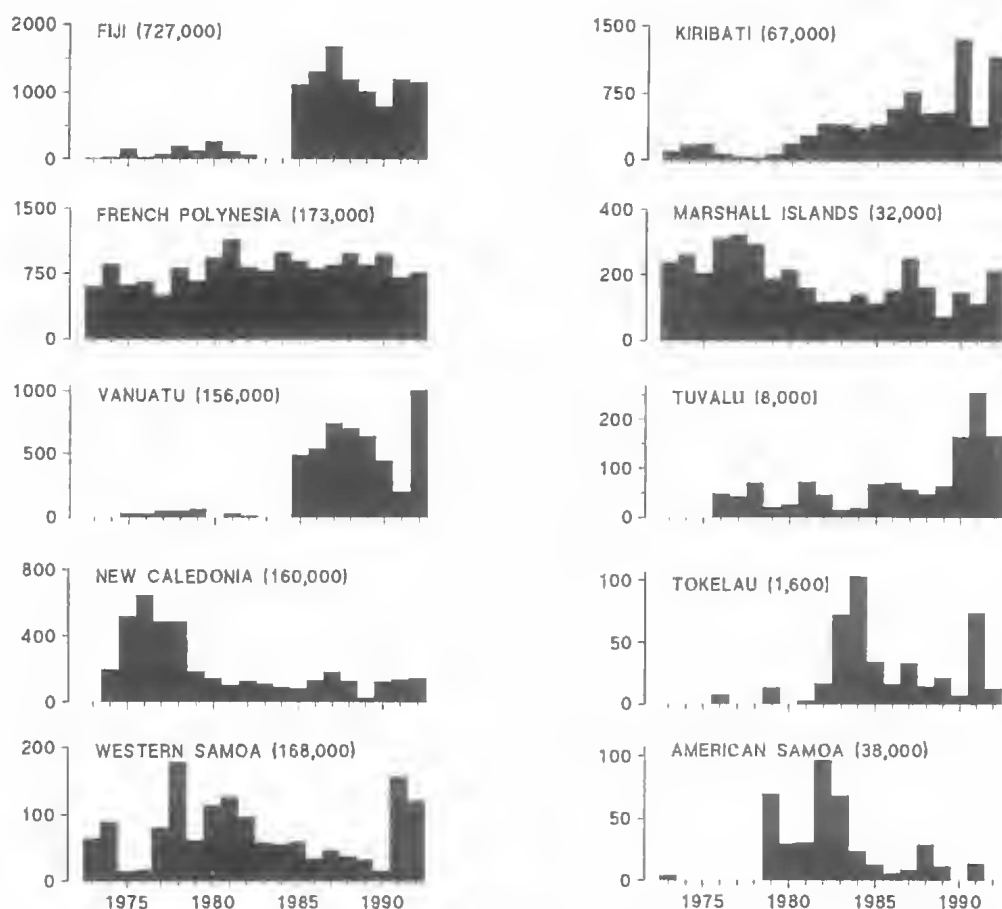 FIJI (727,000)
2000
1000
0
KIRIBATI (67,000)
1500
750
0
FRENCH POLYNESIA (173,000)
1500
750
0
MARSHALL ISLANDS (32,000)
400
200
0
VANUATU (156,000)
1000
500
0
TUVALU (8,000)
200
100
0
NEW CALEDONIA (160,000)
800
400
0
TOKELAU (1,600)
100
50
0
WESTERN SAMOA (168,000)
200
100
0
1975 1980 1985 1990
AMERICAN SAMOA (38,000)
100
50
0
1975 1980 1985 1990